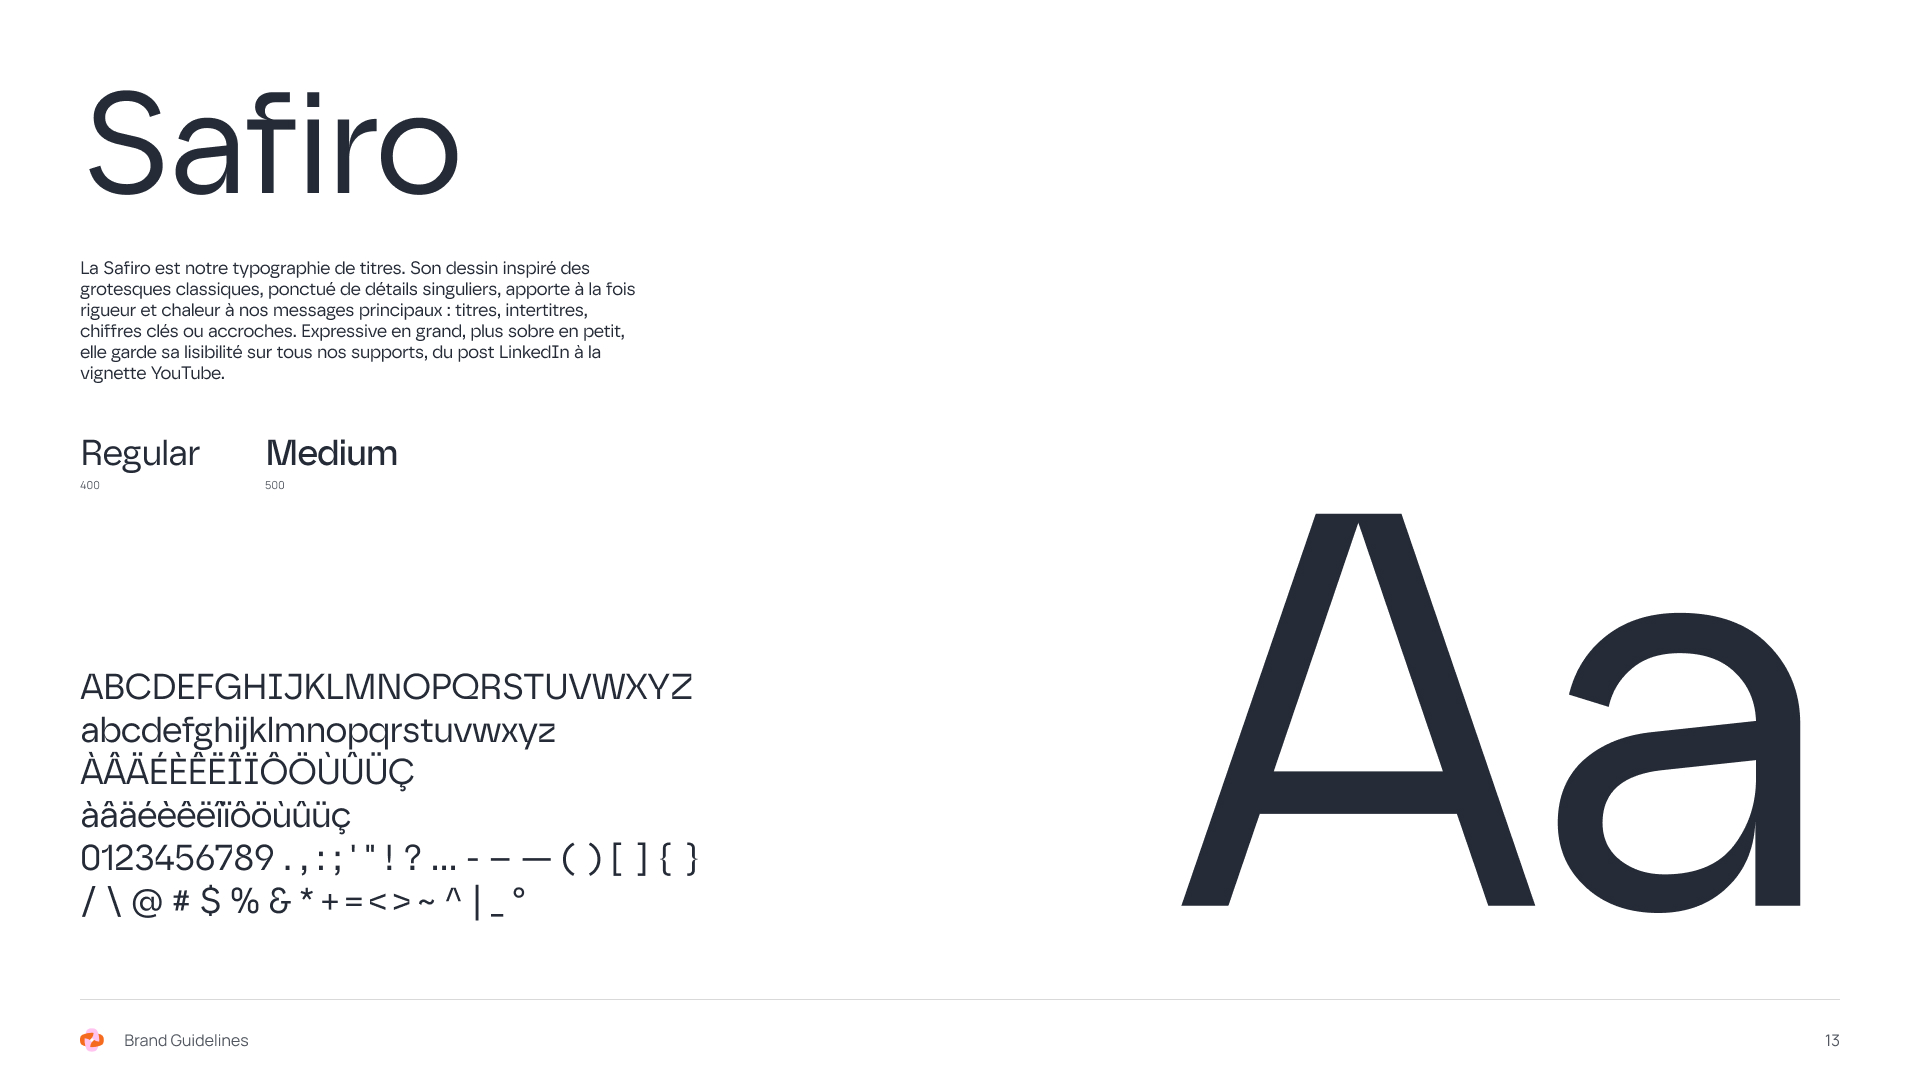 Safiro
La Safiro est notre typographie de titres. Son dessin inspiré des
grotesques classiques, ponctué de détails singuliers, apporte à la fois
rigueur et chaleur à nos messages principaux : titres, intertitres,
chiffres clés ou accroches. Expressive en grand, plus sobre en petit,
elle garde sa lisibilité sur tous nos supports, du post LinkedIn à la
vignette YouTube.
Regular Medium
400 500
Aa
ABCDEFGHIJKLMNOPQRSTUVWXYZ
abcdefghijklmnopqrstuvwxyz
ÀÂÄÉÈÊËÎÏÔÖÙÛÜÇ
àâäéèêëîïôöùûüç
0123456789 . , : ; ' " ! ? … - – — ( ) [ ] { }
/ \ @ # $ % & * + = < > ~ ^ | _ °
Brand Guidelines
13